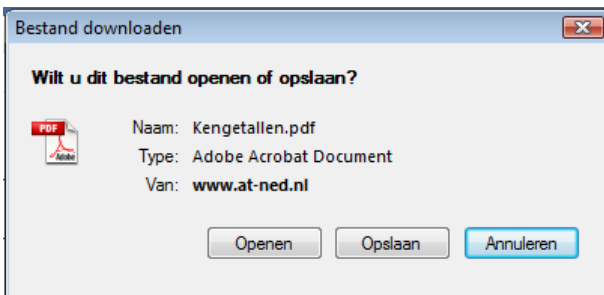 Bestand downloaden
Wilt u dit bestand openen of opslaan?
PDF
Adobe
Naam: Kengetallen.pdf
Type: Adobe Acrobat Document
Van: www.at-ned.nl
Openen Opslaan Annuleren